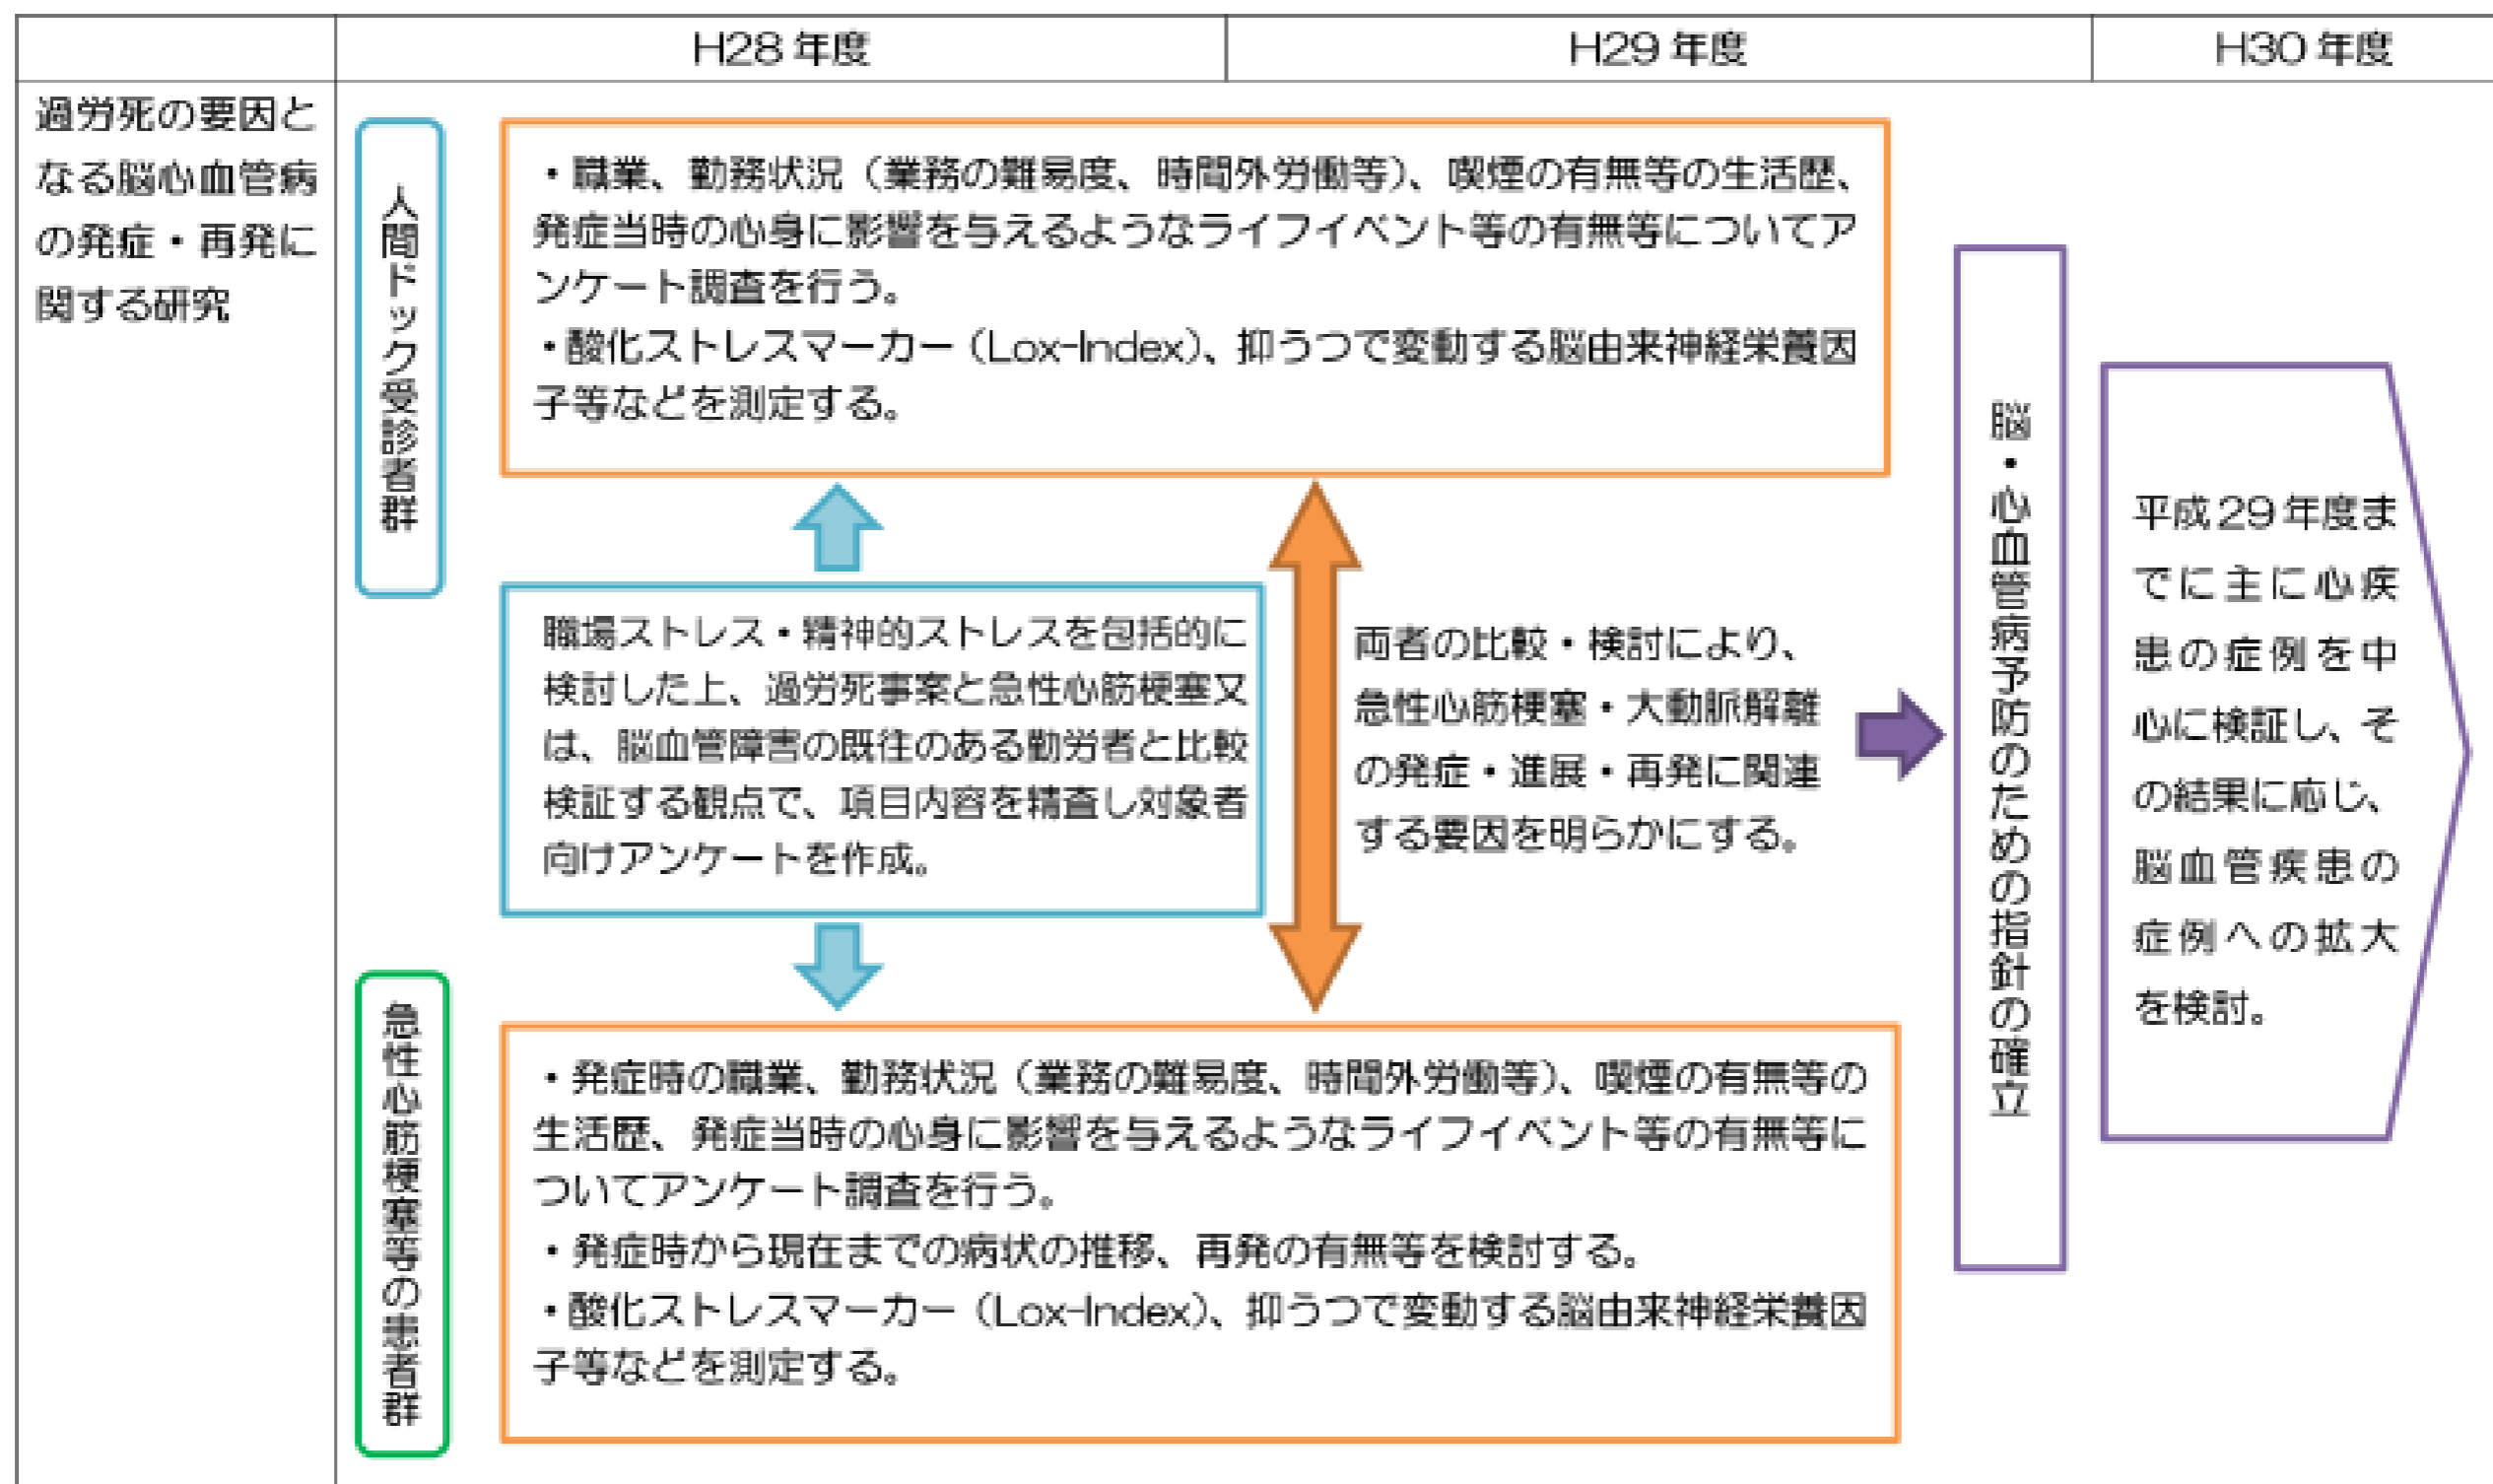 H28 年度
H29 年度
H30 年度
過労死の要因と
なる脳心血管病
の発症・再発に
関する研究
人間ドック受診者群
・職業、勤務状況（業務の難易度、時間外労働等）、喫煙の有無等の生活歴、
発症当時の心身に影響を与えるようなライフイベント等の有無等についてア
ンケート調査を行う。
・酸化ストレスマーカー（Lox-Index）、抑うつで変動する脳由来神経栄養因
子等などを測定する。
職場ストレス・精神的ストレスを包括的に
検討した上、過労死事案と急性心筋梗塞又
は、脳血管障害の既往のある勤労者と比較
検証する観点で、項目内容を精査し対象者
向けアンケートを作成。
両者の比較・検討により、
急性心筋梗塞・大動脈解離
の発症・進展・再発に関連
する要因を明らかにする。
急性心筋梗塞等の患者群
・発症時の職業、勤務状況（業務の難易度、時間外労働等）、喫煙の有無等の
生活歴、発症当時の心身に影響を与えるようなライフイベント等の有無等に
ついてアンケート調査を行う。
・発症時から現在までの病状の推移、再発の有無等を検討する。
・酸化ストレスマーカー（Lox-Index）、抑うつで変動する脳由来神経栄養因
子等などを測定する。
脳・心血管病予防のための指針の確立
平成 29 年度ま
でに主に心疾
患の症例を中
心に検証し、そ
の結果に応じ、
脳血管疾患の
症例への拡大
を検討。